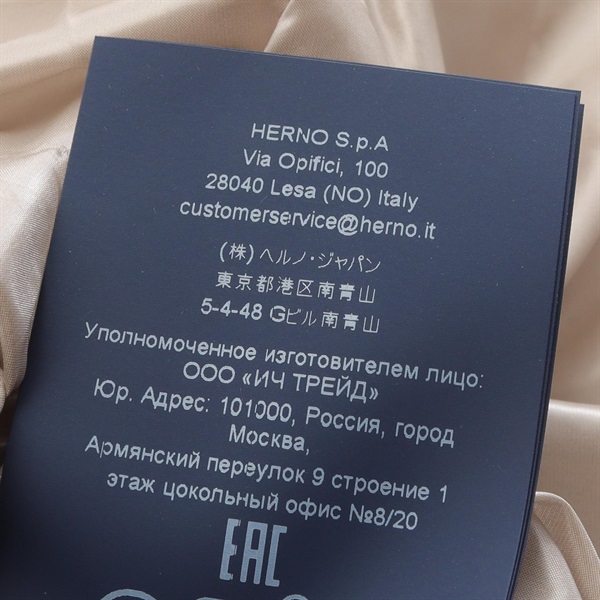 HERNO S.p.A
Via Opifici, 100
28040 Lesa (NO) Italy
customerservice@herno.it
(株)ヘルノ・ジャパン
東京都港区南青山
5-4-48 Gビル南青山
Уполномоченное изготовителем лицо:
ООО «ИЧ ТРЕЙД»
Юр. Адрес: 101000, Россия, город
Москва,
Армянский переулок 9 строение 1
этаж цокольный офис №8/20
EAC